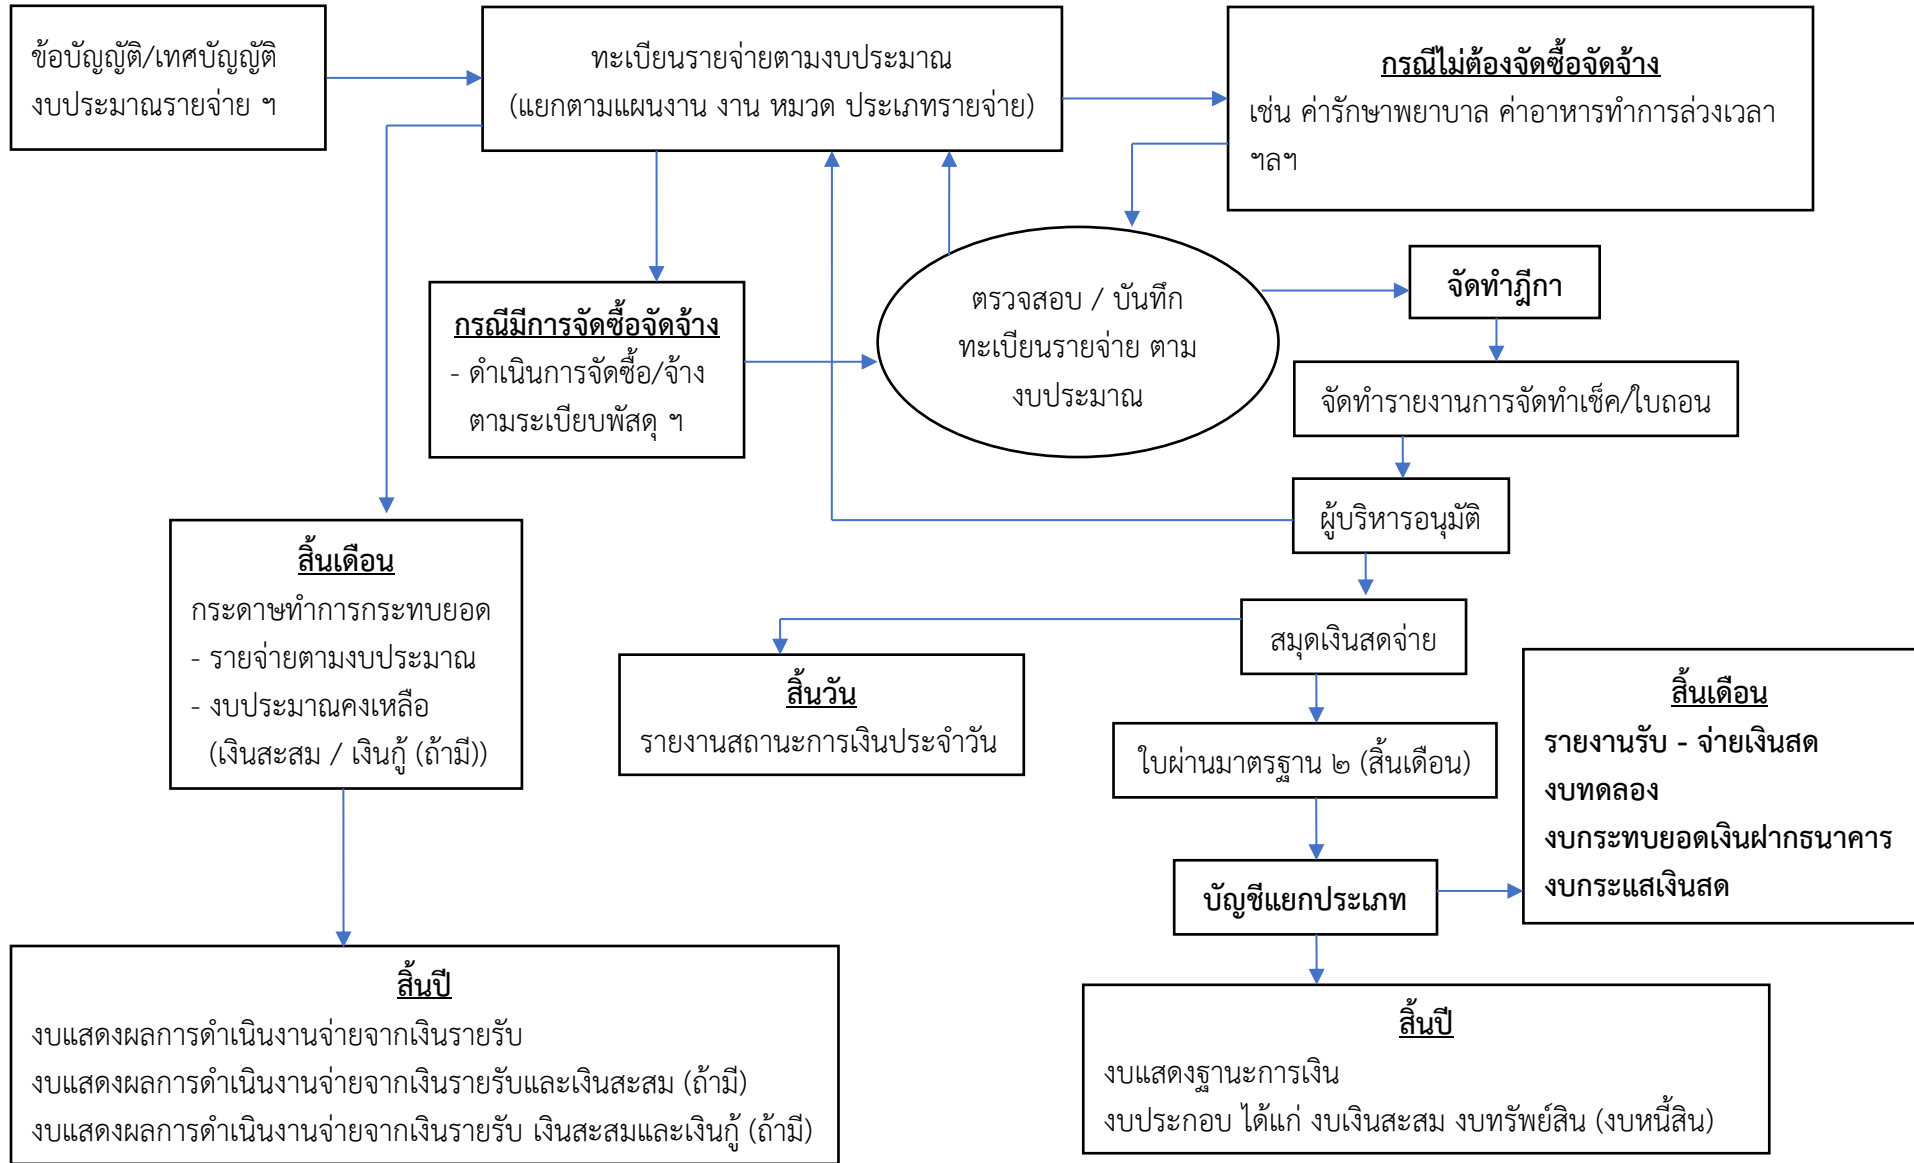 ข้อบัญญัติ/เทศบัญญัติ
งบประมาณรายจ่าย ฯ
ทะเบียนรายจ่ายตามงบประมาณ
(แยกตามแผนงาน งาน หมวด ประเภทรายจ่าย)
กรณีไม่ต้องจัดซื้อจัดจ้าง
เช่น ค่ารักษาพยาบาล ค่าอาหารทำการล่วงเวลา
ฯลฯ
กรณีมีการจัดซื้อจัดจ้าง
- ดำเนินการจัดซื้อ/จ้าง
ตามระเบียบพัสดุ ฯ
ตรวจสอบ / บันทึก
ทะเบียนรายจ่าย ตาม
งบประมาณ
จัดทำฎีกา
จัดทำรายงานการจัดทำเช็ค/ใบถอน
ผู้บริหารอนุมัติ
สิ้นเดือน
กระดาษทำการกระทบยอด
- รายจ่ายตามงบประมาณ
- งบประมาณคงเหลือ
(เงินสะสม / เงินกู้ (ถ้ามี))
สมุดเงินสดจ่าย
สิ้นวัน
รายงานสถานะการเงินประจำวัน
ใบผ่านมาตรฐาน ๒ (สิ้นเดือน)
สิ้นเดือน
รายงานรับ - จ่ายเงินสด
งบทดลอง
งบกระทบยอดเงินฝากธนาคาร
งบกระแสเงินสด
บัญชีแยกประเภท
สิ้นปี
งบแสดงผลการดำเนินงานจ่ายจากเงินรายรับ
งบแสดงผลการดำเนินงานจ่ายจากเงินรายรับและเงินสะสม (ถ้ามี)
งบแสดงผลการดำเนินงานจ่ายจากเงินรายรับ เงินสะสมและเงินกู้ (ถ้ามี)
สิ้นปี
งบแสดงฐานะการเงิน
งบประกอบ ได้แก่ งบเงินสะสม งบทรัพย์สิน (งบหนี้สิน)